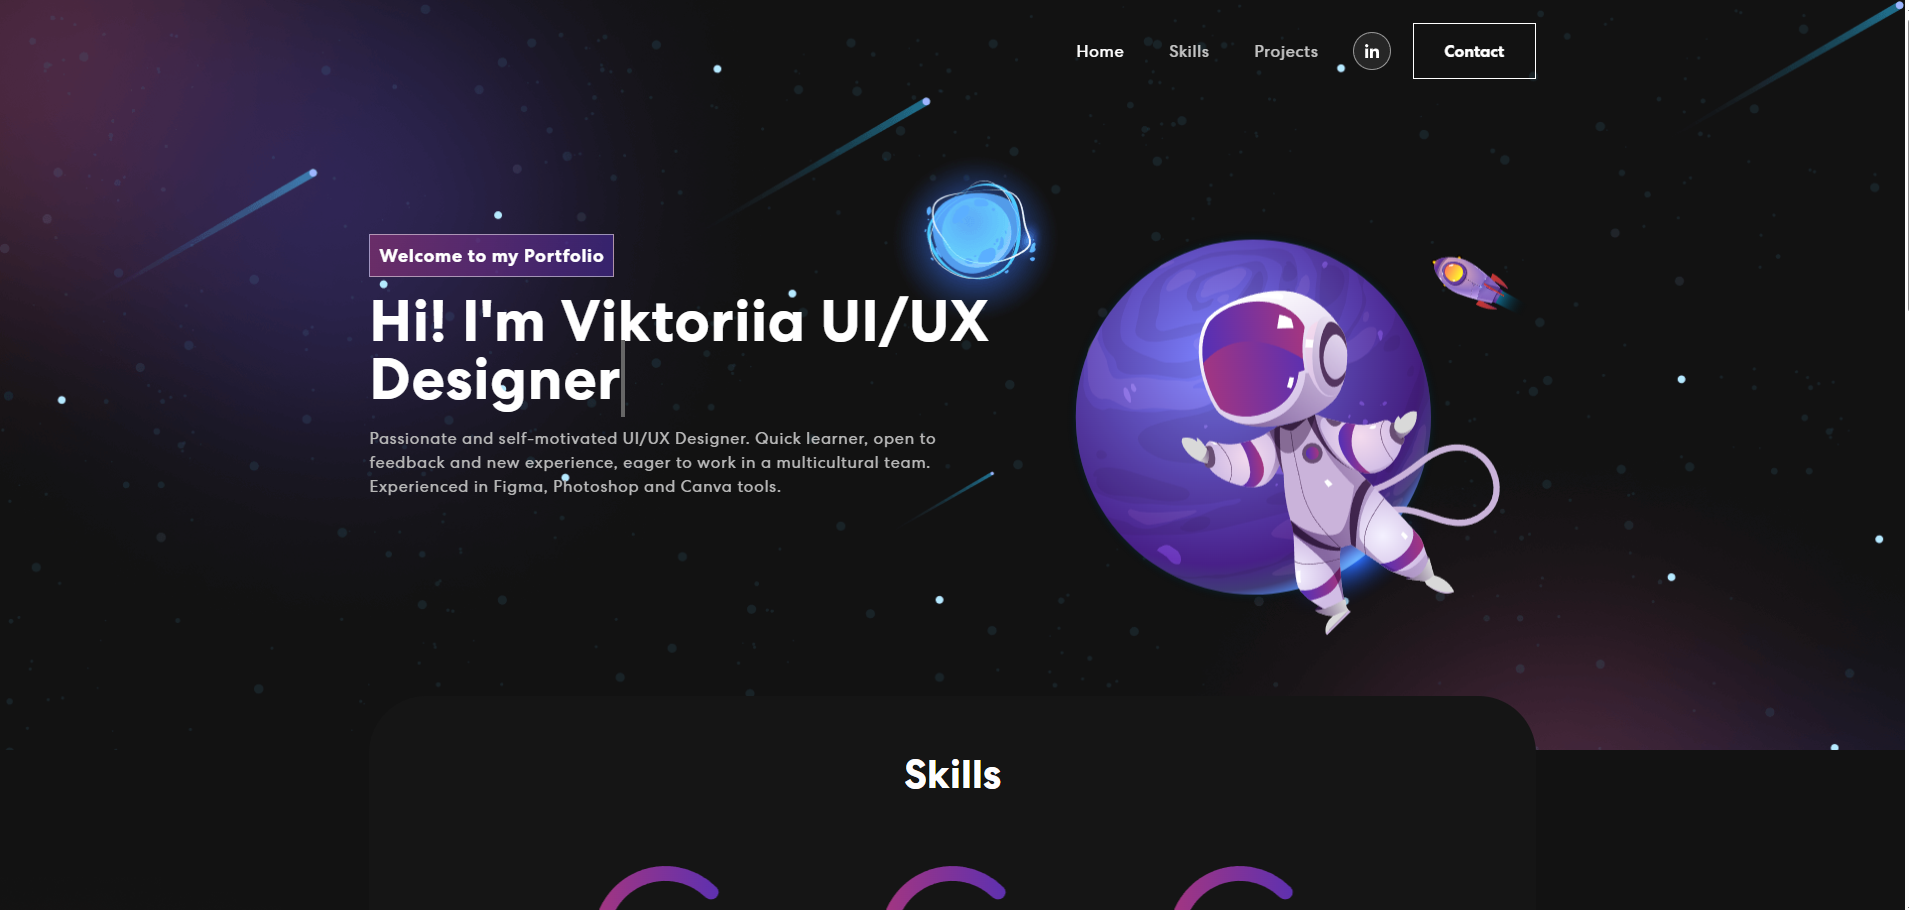 Home Skills Projects in Contact
Welcome to my Portfolio
Hi! I'm Viktoriia UI/UX
Designer
Passionate and self-motivated UI/UX Designer. Quick learner, open to
feedback and new experience, eager to work in a multicultural team.
Experienced in Figma, Photoshop and Canva tools.
Skills